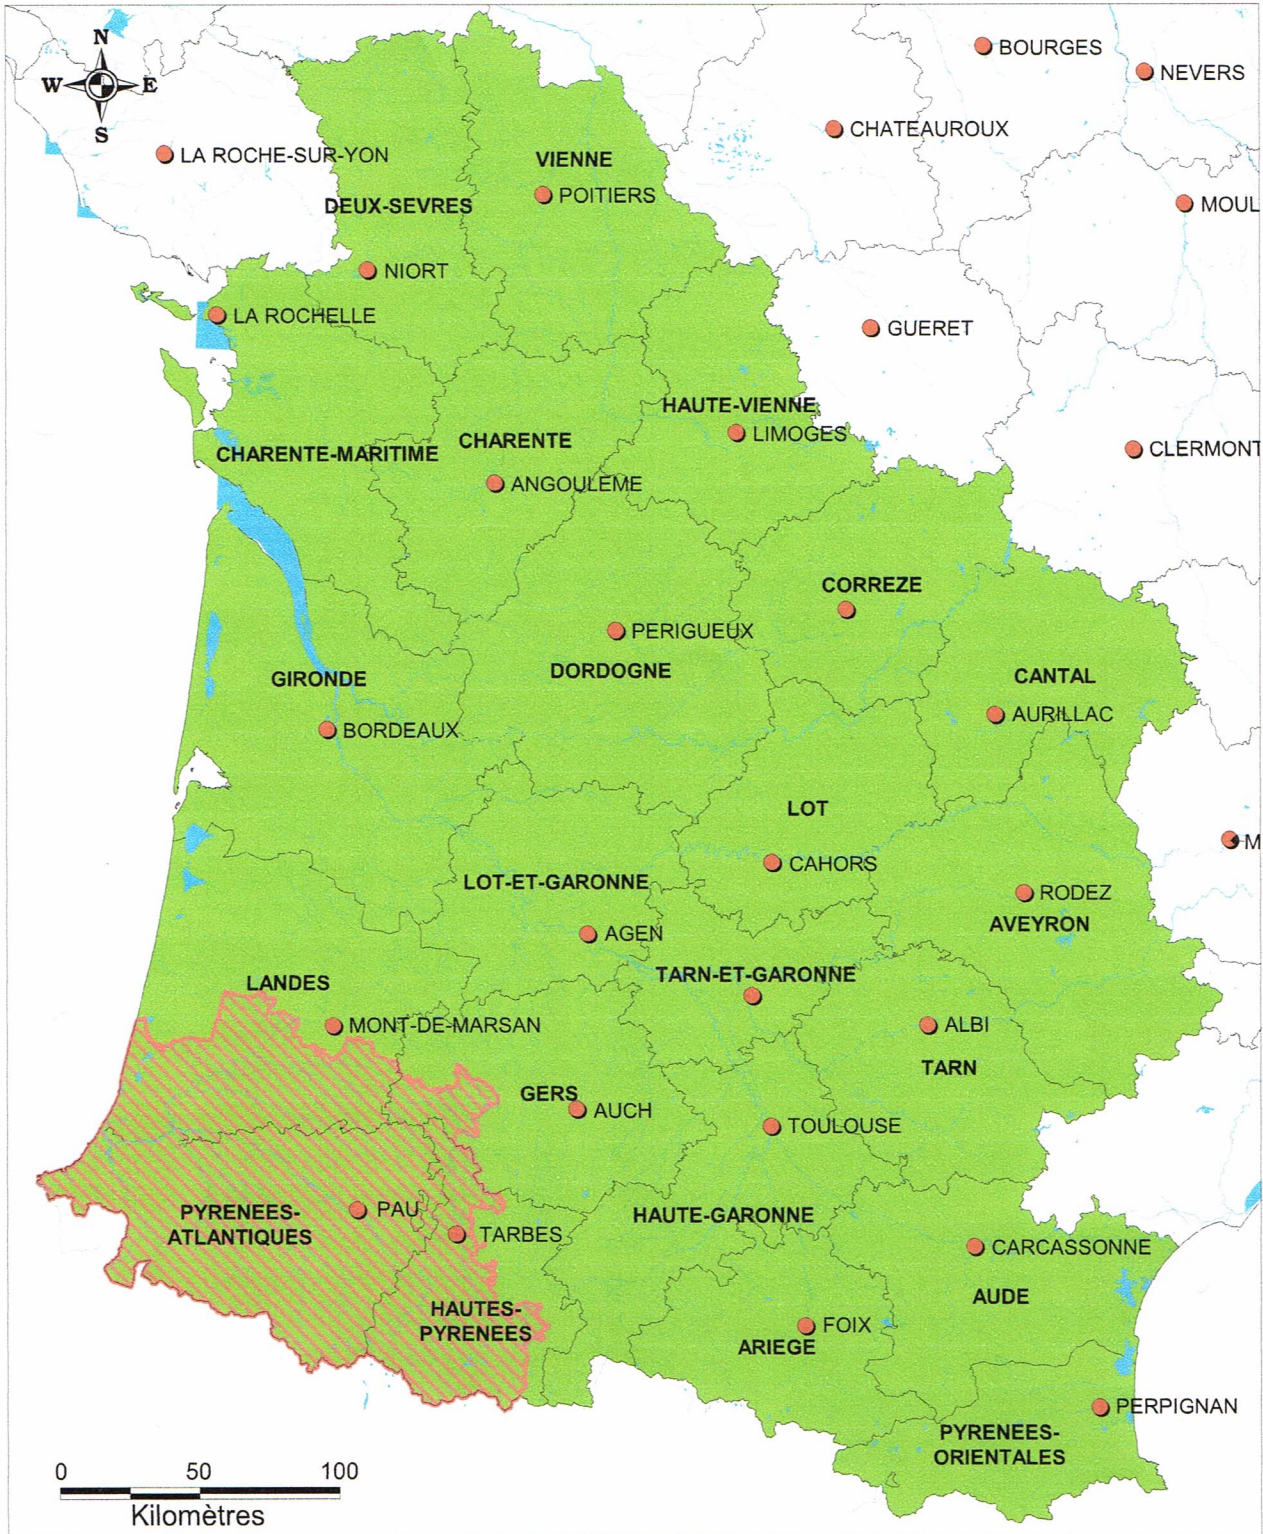 N
BOURGES
NEVERS
W E
S
CHATEAUROUX
LA ROCHE-SUR-YON
VIENNE
POITIERS
DEUX-SEVRES
MOUL
NIORT
LA ROCHELLE
GUERET
HAUTE-VIENNE
LIMOGES
CHARENTE
CHARENTE-MARITIME
CLERMONT
ANGOULEME
CORREZE
PERIGUEUX
DORDOGNE
GIRONDE
CANTAL
AURILLAC
BORDEAUX
LOT
M
CAHORS
LOT-ET-GARONNE
RODEZ
AVEYRON
AGEN
TARN-ET-GARONNE
LANDES
MONT-DE-MARSAN
ALBI
TARN
GERS
AUCH
TOULOUSE
PYRENEES-
ATLANTIQUES
PAU
TARBES
HAUTE-GARONNE
CARCASSONNE
AUDE
HAUTES-
PYRENEES
FOIX
ARIEGE
PERPIGNAN
PYRENEES-
ORIENTALES
0 50 100
Kilomètres